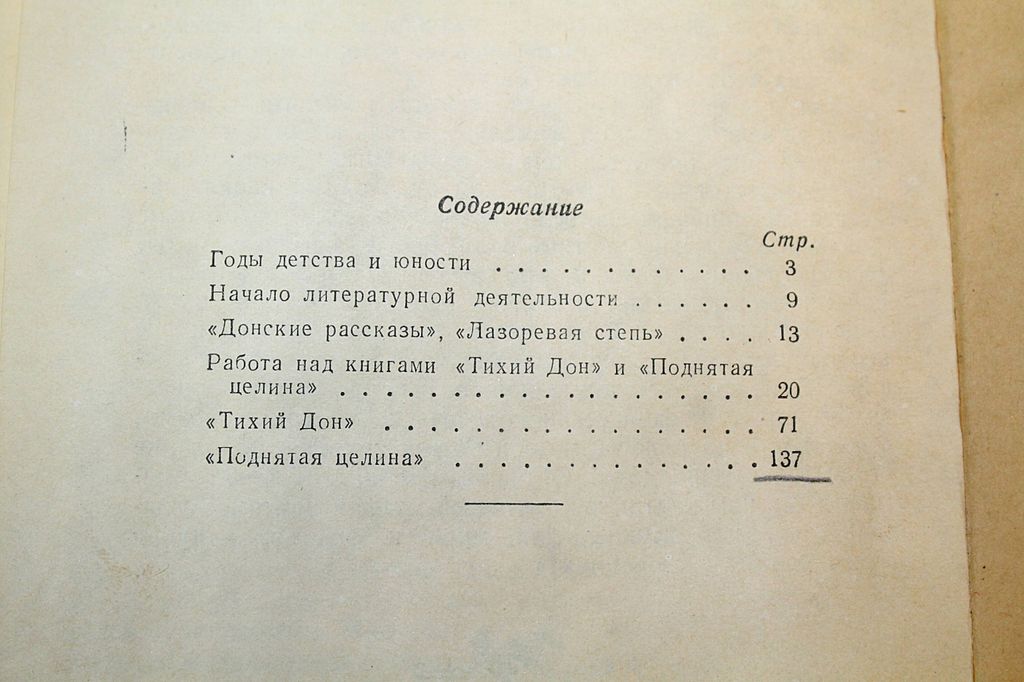 Содержание
Стр.
Годы детства и юности . . . . . . . . . . . . 3
Начало литературной деятельности . . . . . . 9
«Донские рассказы», «Лазоревая степь» . . . . 13
Работа над книгами «Тихий Дон» и «Поднятая
целина» . . . . . . . . . . . . . . . . . . . 20
«Тихий Дон» . . . . . . . . . . . . . . . . . 71
«Поднятая целина» . . . . . . . . . . . . . . 137